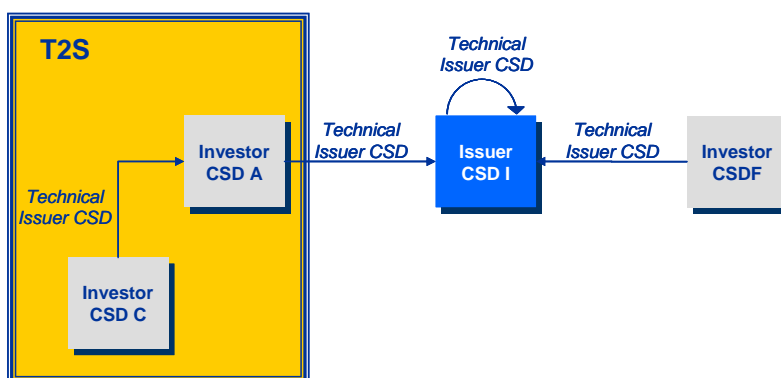 T2S
Technical
Issuer CSD
Investor
CSD A
Technical
Issuer CSD
Issuer
CSD I
Technical
Issuer CSD
Investor
CSDF
Technical
Issuer CSD
Investor
CSD C